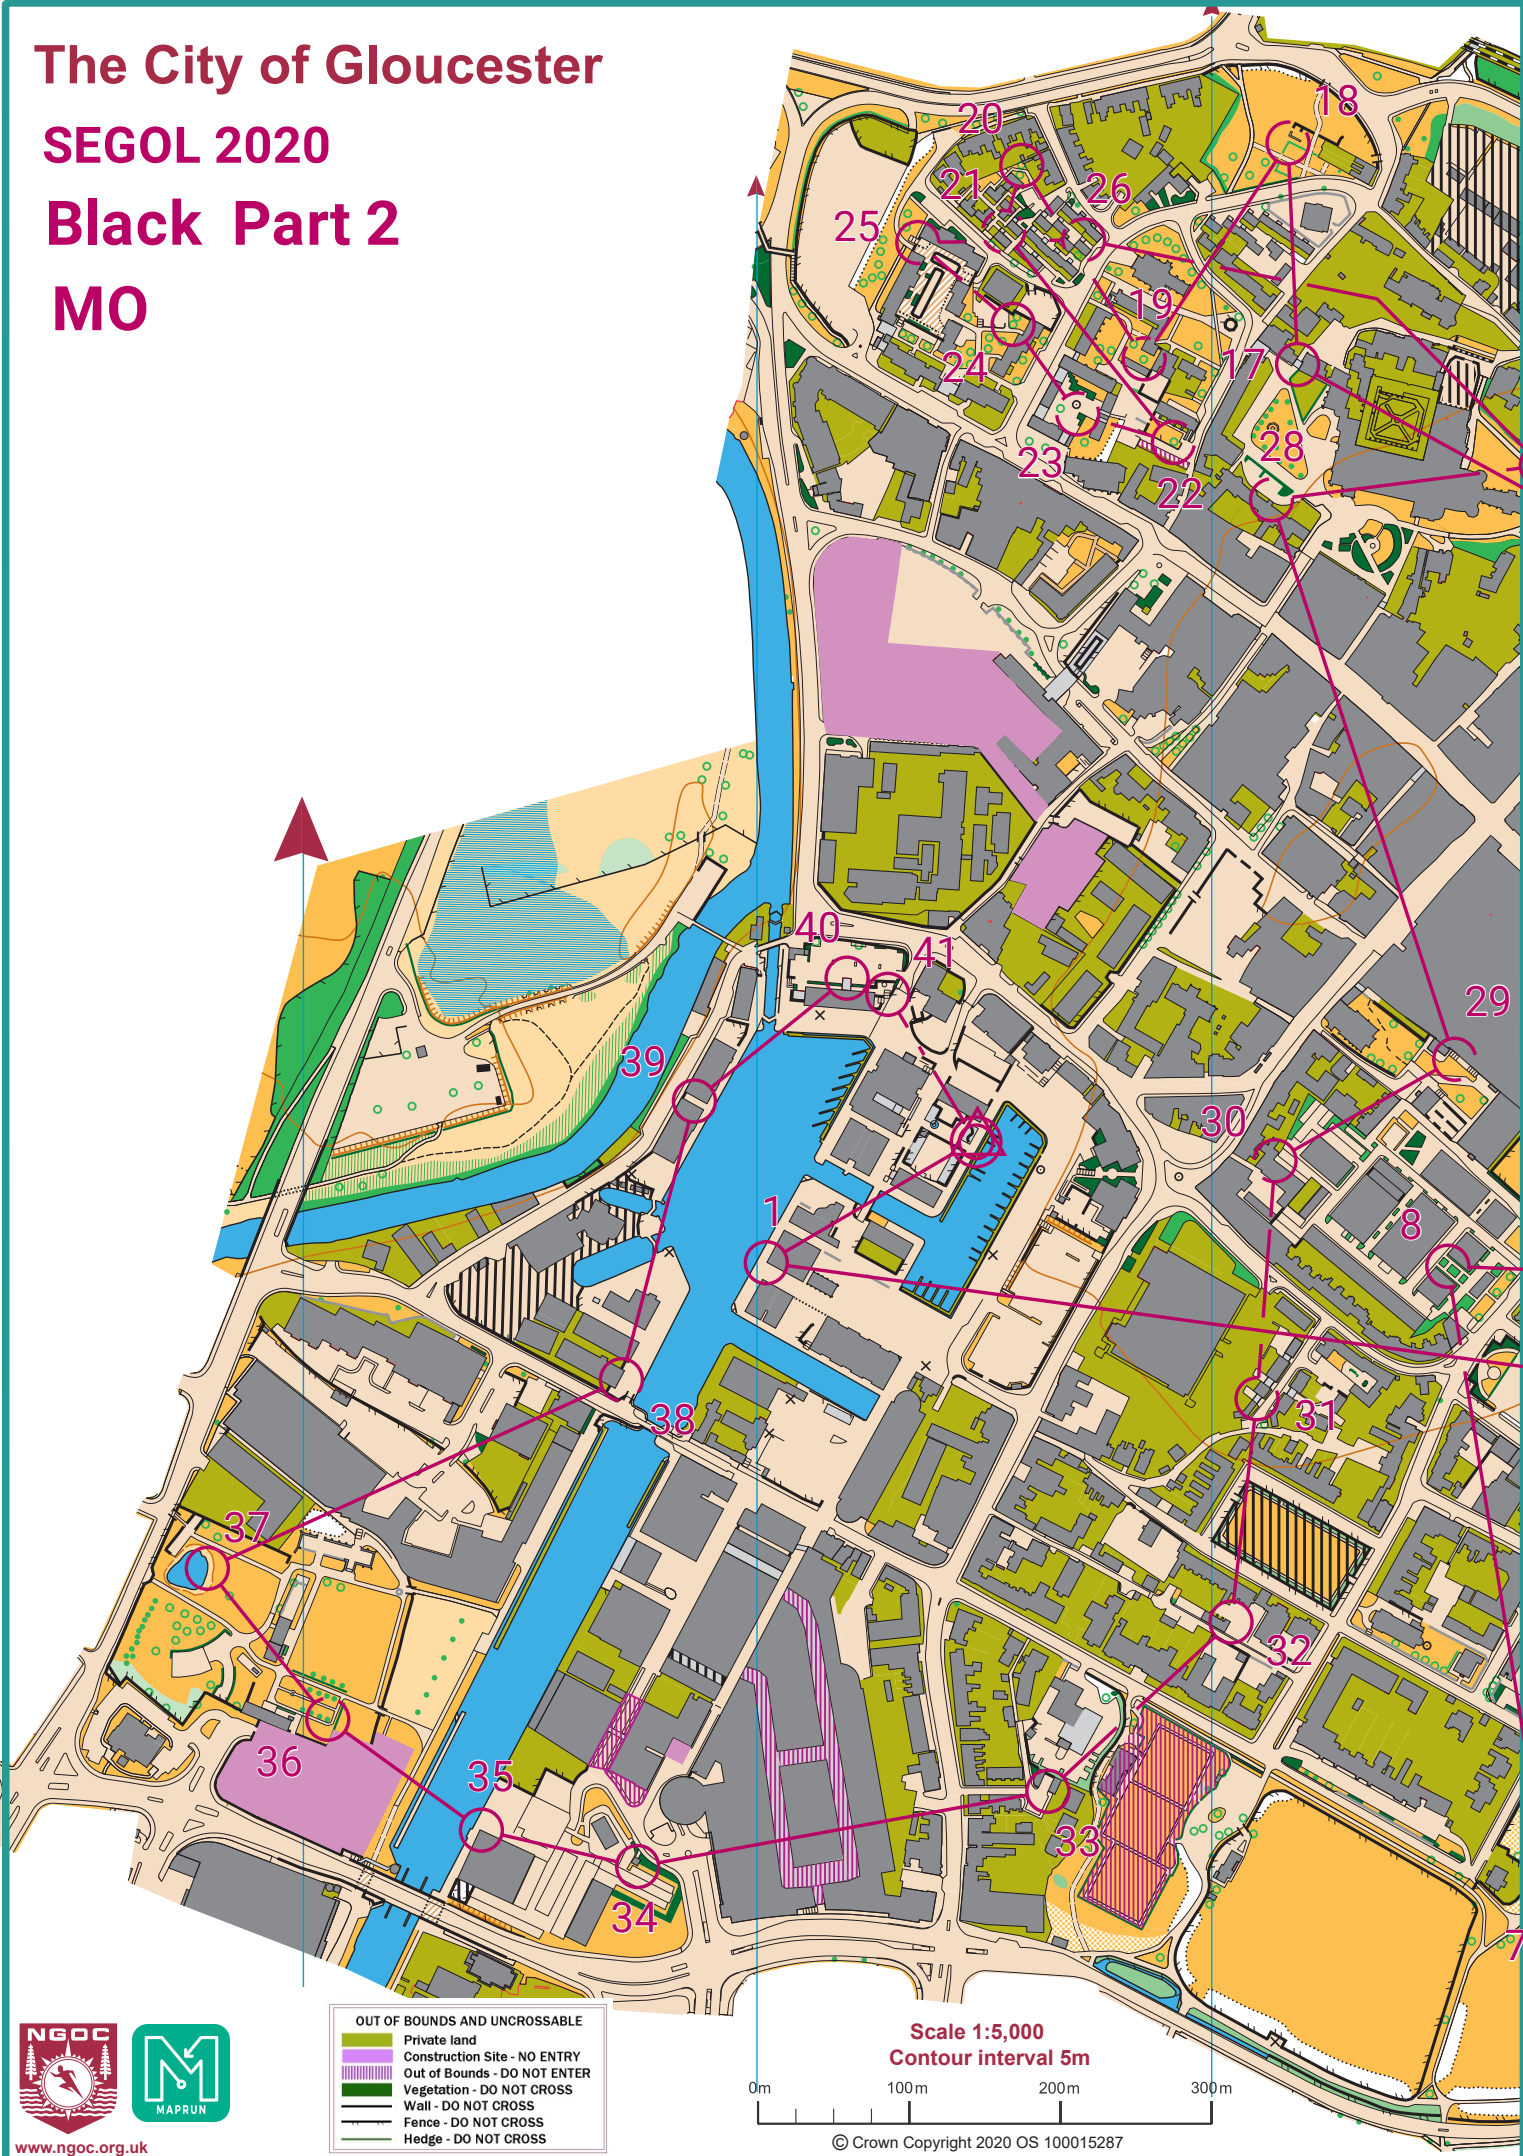 The City of Gloucester
SEGOL 2020
Black Part 2
MO
18
20
21
26
25
19
17
24
28
23
22
40
41
29
39
30
1
8
38
31
37
32
36
35
33
34
7
NGOC
www.ngoc.org.uk
MAPRUN
OUT OF BOUNDS AND UNCROSSABLE
Private land
Construction Site - NO ENTRY
Out of Bounds - DO NOT ENTER
Vegetation - DO NOT CROSS
Wall - DO NOT CROSS
Fence - DO NOT CROSS
Hedge - DO NOT CROSS
Scale 1:5,000
Contour interval 5m
0m 100m 200m 300m
© Crown Copyright 2020 OS 100015287